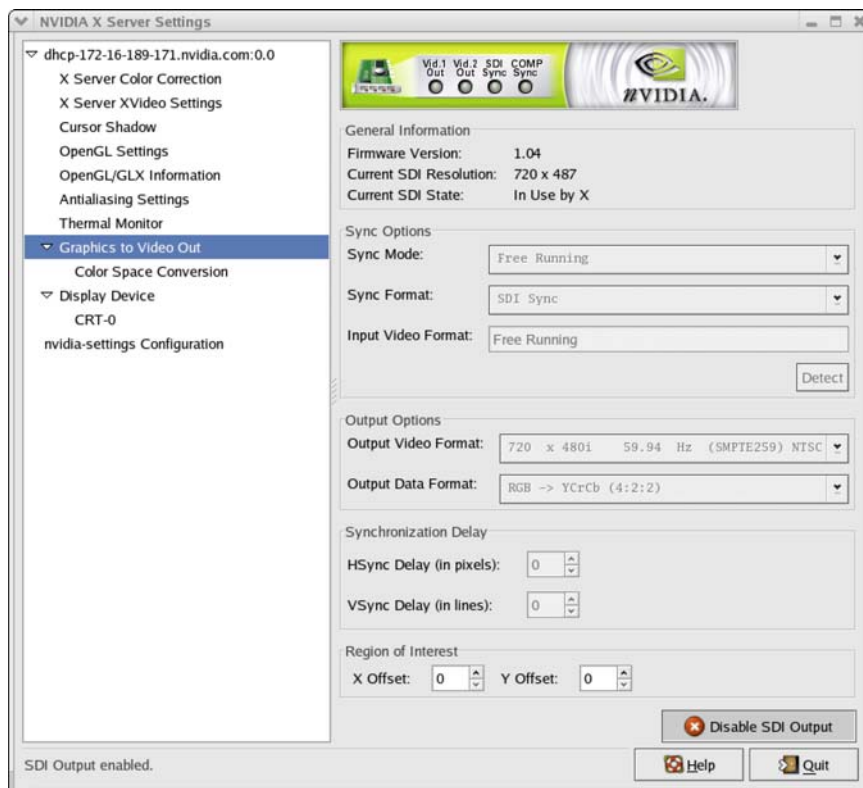 NVIDIA X Server Settings
dhcp-172-16-189-171.nvidia.com:0.0
X Server Color Correction
X Server XVideo Settings
Cursor Shadow
OpenGL Settings
OpenGL/GLX Information
Antialiasing Settings
Thermal Monitor
Graphics to Video Out
Color Space Conversion
Display Device
CRT-0
nvidia-settings Configuration
Vid.1 Out Vid.2 Out SDI Sync COMP Sync
nVIDIA.
General Information
Firmware Version: 1.04
Current SDI Resolution: 720 x 487
Current SDI State: In Use by X
Sync Options
Sync Mode: Free Running
Sync Format: SDI Sync
Input Video Format: Free Running
Detect
Output Options
Output Video Format: 720 x 480i 59.94 Hz (SMPTE259) NTSC
Output Data Format: RGB -> YCrCb (4:2:2)
Synchronization Delay
HSync Delay (in pixels): 0
VSync Delay (in lines): 0
Region of Interest
X Offset: 0 Y Offset: 0
Disable SDI Output
SDI Output enabled.
Help Quit